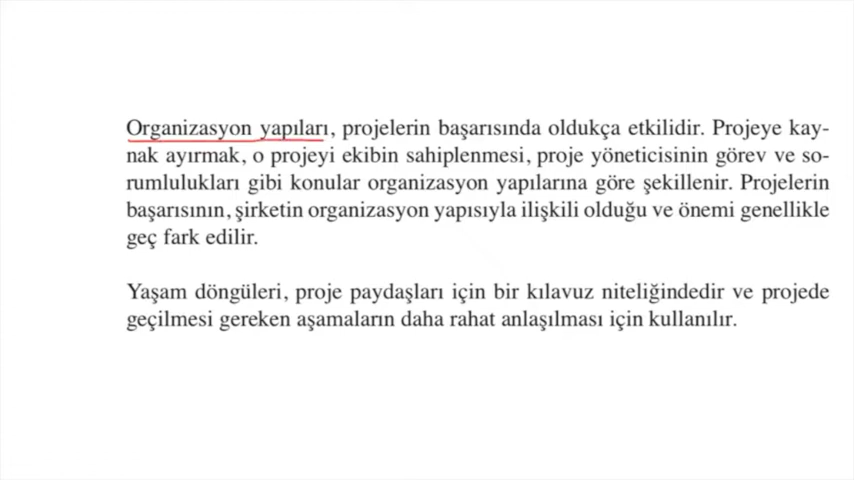 Organizasyon yapıları, projelerin başarısında oldukça etkilidir. Projeye kay-
nak ayırmak, o projeyi ekibin sahiplenmesi, proje yöneticisinin görev ve so-
rumlulukları gibi konular organizasyon yapılarına göre şekillenir. Projelerin
başarısının, şirketin organizasyon yapısıyla ilişkili olduğu ve önemi genellikle
geç fark edilir.
Yaşam döngüleri, proje paydaşları için bir kılavuz niteliğindedir ve projede
geçilmesi gereken aşamaların daha rahat anlaşılması için kullanılır.